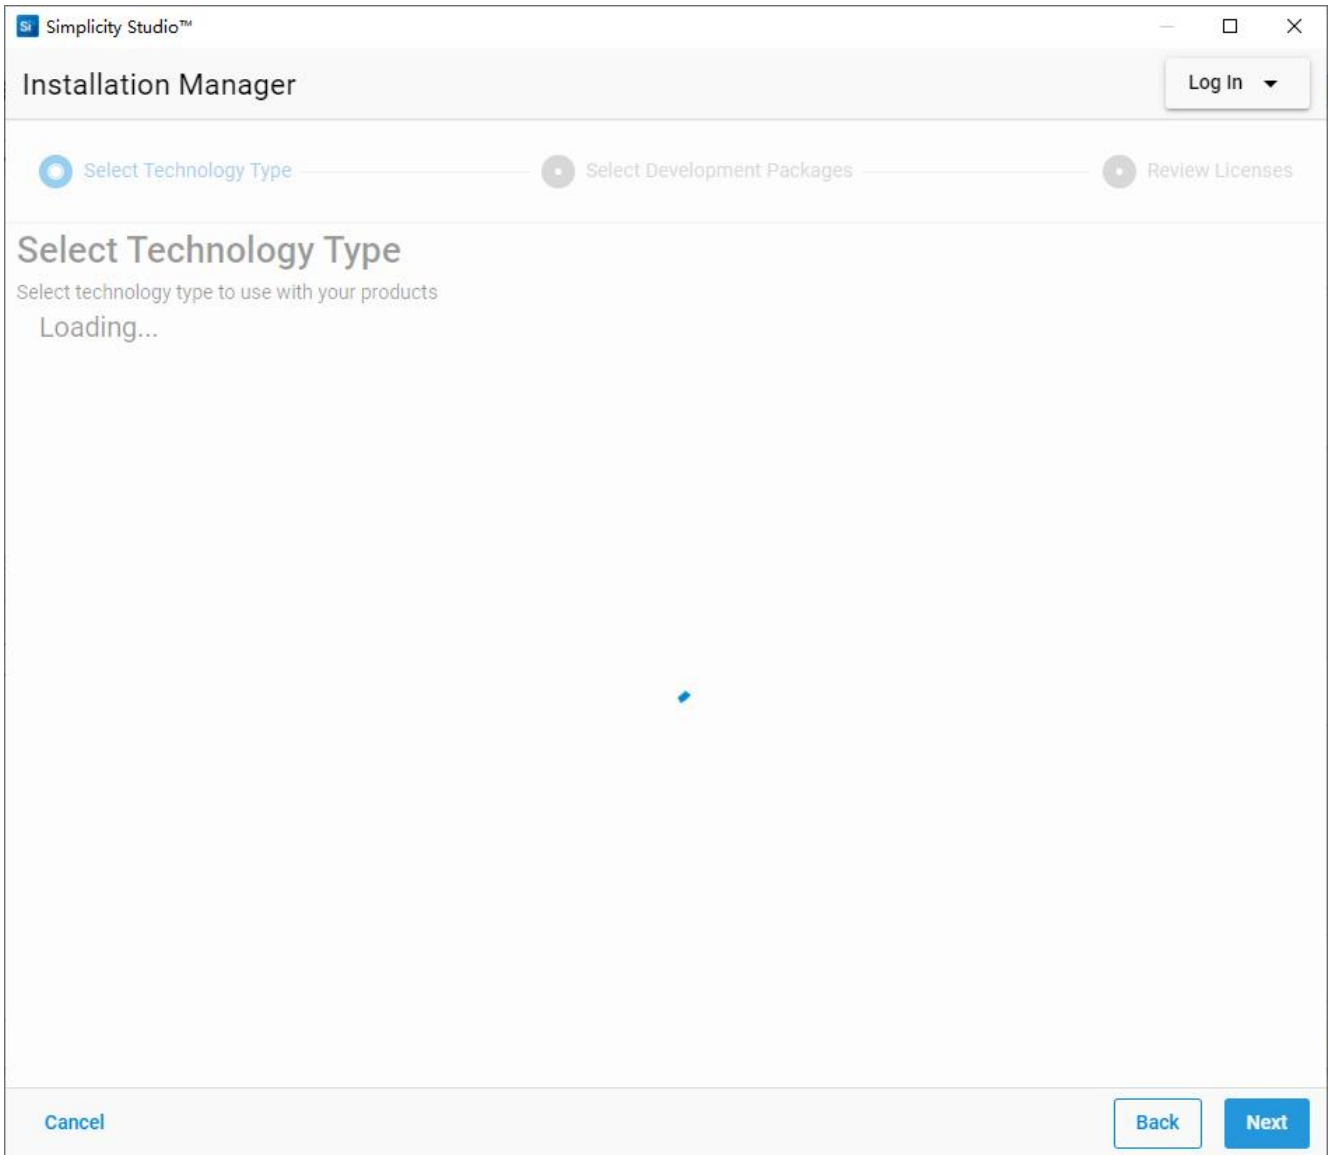 Si Simplicity Studio™
Installation Manager
Log In
Select Technology Type
Select Development Packages
Review Licenses
Select Technology Type
Select technology type to use with your products
Loading...
Cancel
Back
Next